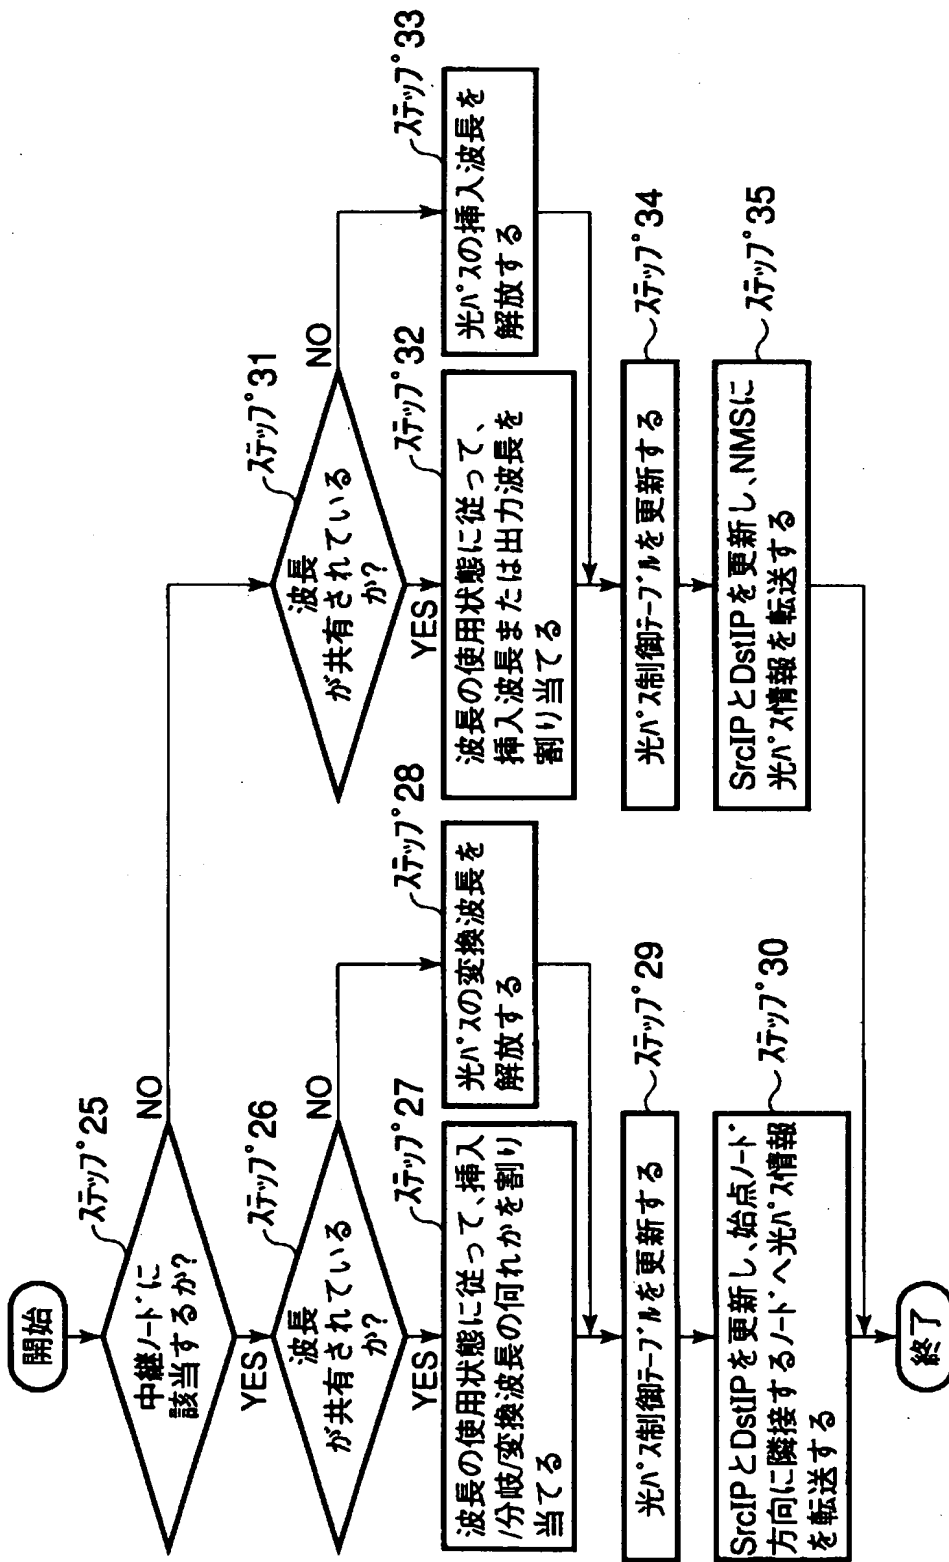 開始
ステップ25
中継ノードに
該当するか?
NO
YES
ステップ26
波長
が共有されている
か?
NO
YES
ステップ27
波長の使用状態に従って、挿入
/分岐/変換波長の何れかを割り
当てる
ステップ28
光パスの変換波長を
解放する
ステップ29
光パス制御テーブルを更新する
ステップ30
SrcIPとDstIPを更新し、始点ノード
方向に隣接するノードへ光パス情報
を転送する
ステップ31
波長
が共有されている
か?
NO
YES
ステップ32
波長の使用状態に従って、
挿入波長または出力波長を
割り当てる
ステップ33
光パスの挿入波長を
解放する
ステップ34
光パス制御テーブルを更新する
ステップ35
SrcIPとDstIPを更新し、NMSに
光パス情報を転送する
終了